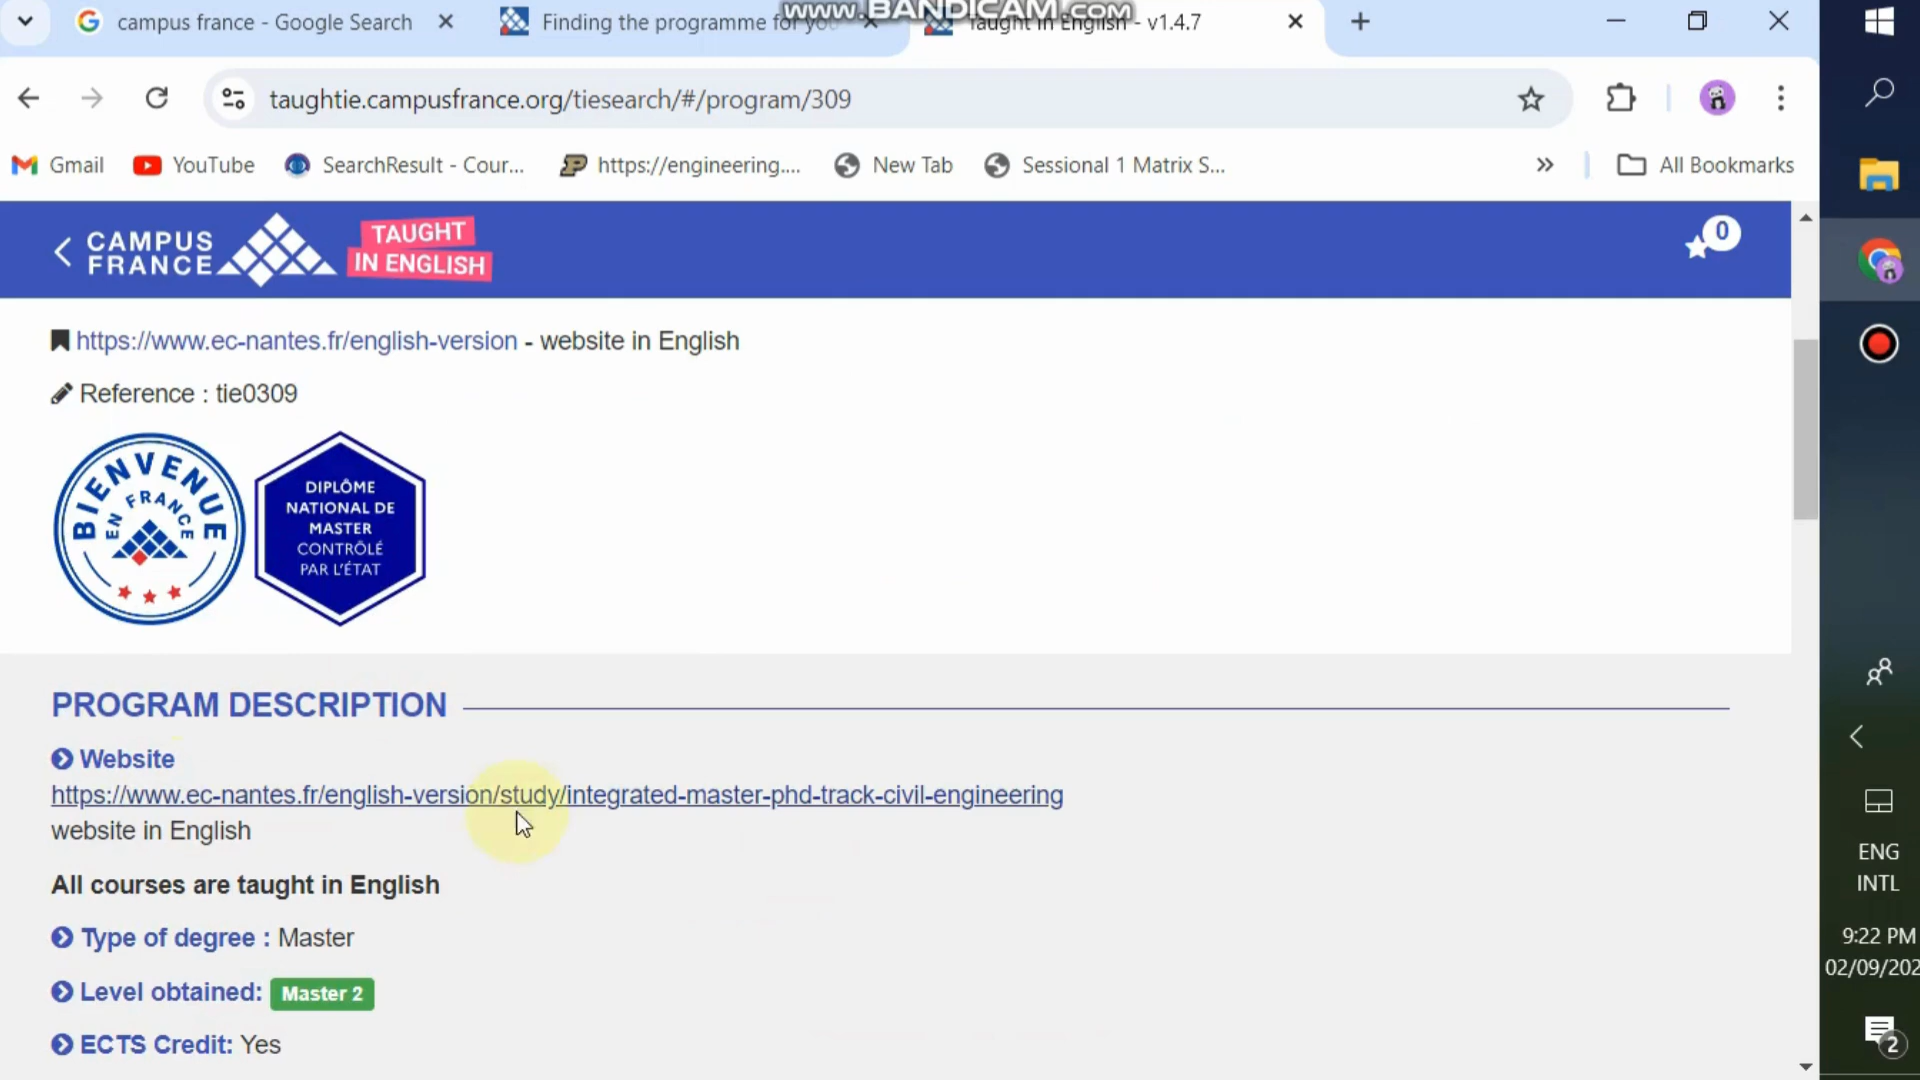 campus france - Google Search
Finding the programme for you
Taught in English - v1.4.7
www.BANDICAM.com
taughtie.campusfrance.org/tiesearch/#/program/309
Gmail
YouTube
SearchResult - Cour...
https://engineering....
New Tab
Sessional 1 Matrix S...
All Bookmarks
CAMPUS
FRANCE
TAUGHT
IN ENGLISH
0
https://www.ec-nantes.fr/english-version - website in English
Reference : tie0309
BIENVENUE
EN FRANCE
DIPLÔME
NATIONAL DE
MASTER
CONTRÔLÉ
PAR L'ÉTAT
PROGRAM DESCRIPTION
Website
https://www.ec-nantes.fr/english-version/study/integrated-master-phd-track-civil-engineering
website in English
All courses are taught in English
Type of degree : Master
Level obtained: Master 2
ECTS Credit: Yes
ENG
INTL
9:22 PM
02/09/202
2